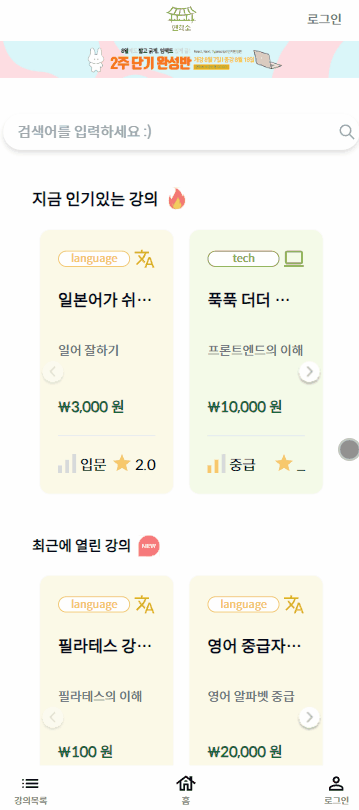 로그인
2주 단기 완성반
검색어를 입력하세요 :)
지금 인기있는 강의
language
tech
일본어가 쉬…
푹푹 더더 …
일어 잘하기
프론트엔드의 이해
₩3,000 원
₩10,000 원
입문 2.0
중급 _
최근에 열린 강의
NEW
language
language
필라테스 강…
영어 중급자…
필라테스의 이해
영어 알파벳 중급
₩100 원
₩20,000 원
강의목록
홈
로그인